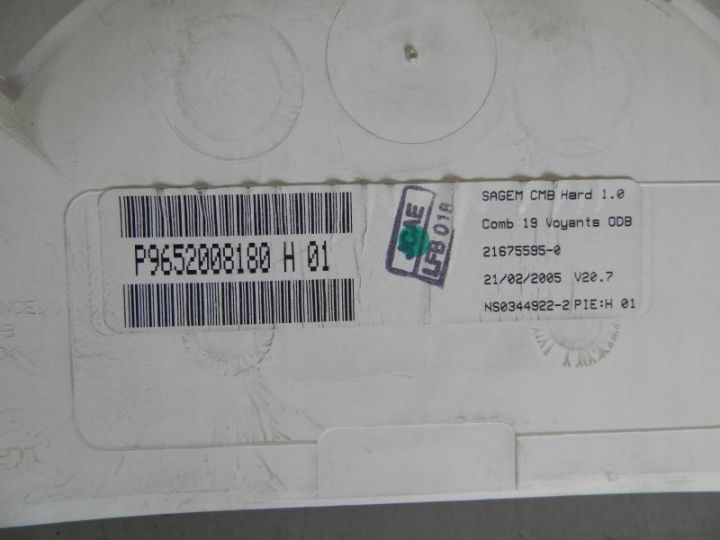 P9652008180 H 01
JCAE
LFB 018
SAGEM CMB Hard 1.0
Comb 19 Voyants ODB
21675595-0
21/02/2005 V20.7
NS0344922-2 PIE:H 01